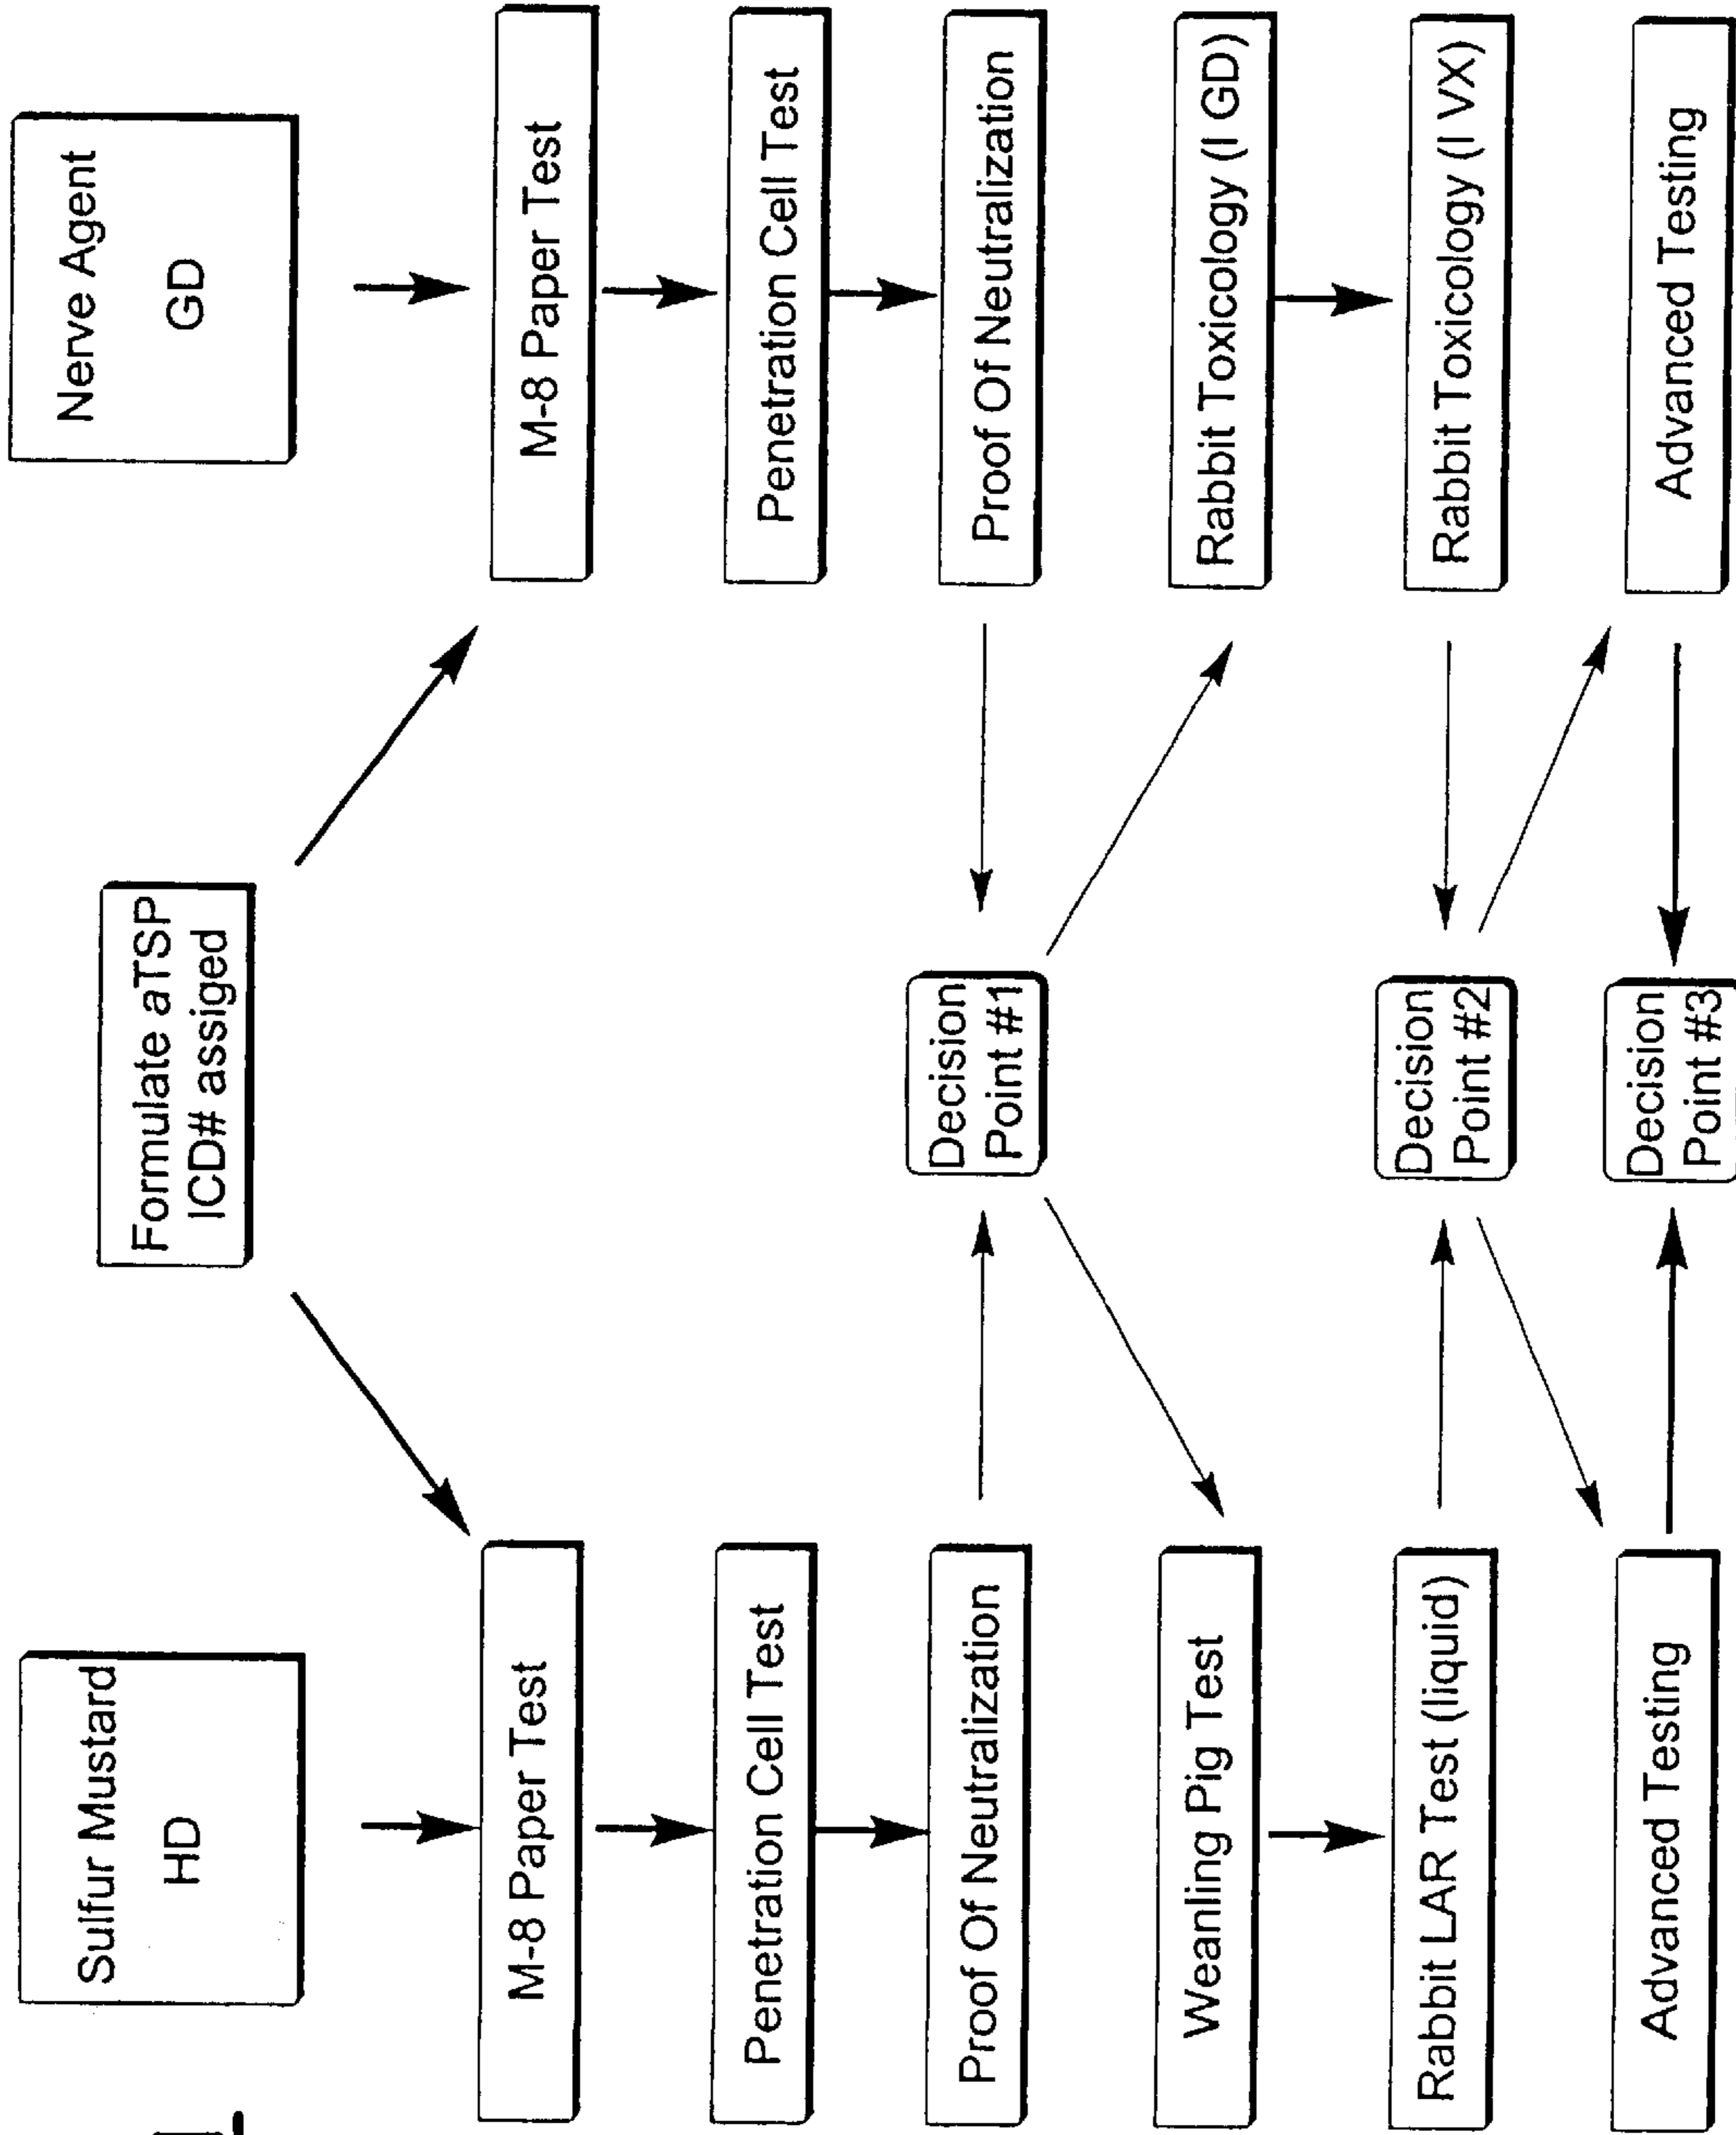 Sulfur Mustard
HD
Formulate aTSP
ICD# assiged
Nerve Agent
GD
M-8 Paper Test
M-8 Paper Test
Penetration Cell Test
Penetration Cell Test
Proof Of Neutralization
Decision
Point #1
Proof Of Neutralization
Weanling Pig Test
Rabbit Toxicology (I GD)
Rabbit LAR Test (liquid)
Decision
Point #2
Rabbit Toxicology (I VX)
Advanced Testing
Decision
Point #3
Advanced Testing